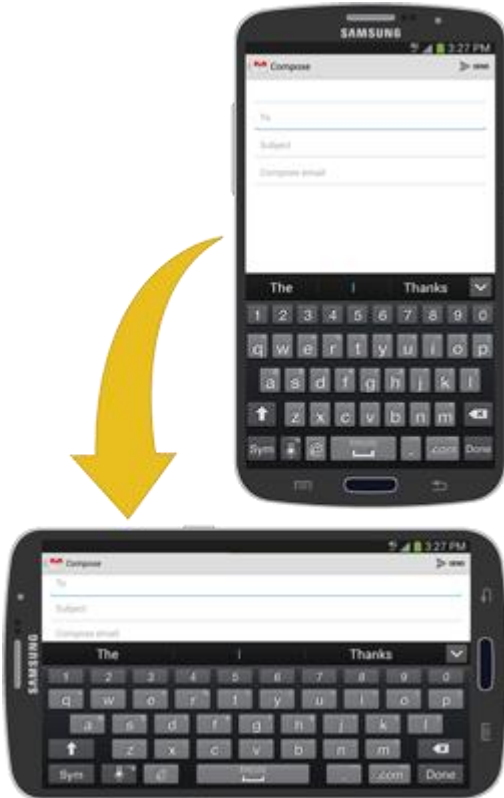 SAMSUNG
3:27 PM
Compose
SEND
To
Subject
Compose email
The I Thanks
1 2 3 4 5 6 7 8 9 0
q w e r t y u i o p
a s d f g h j k l
z x c v b n m
Sym @ . .com Done
3:27 PM
Compose
SEND
To
Subject
Compose email
SAMSUNG
The I Thanks
1 2 3 4 5 6 7 8 9 0
q w e r t y u i o p
a s d f g h j k l
z x c v b n m
Sym @ . .com Done